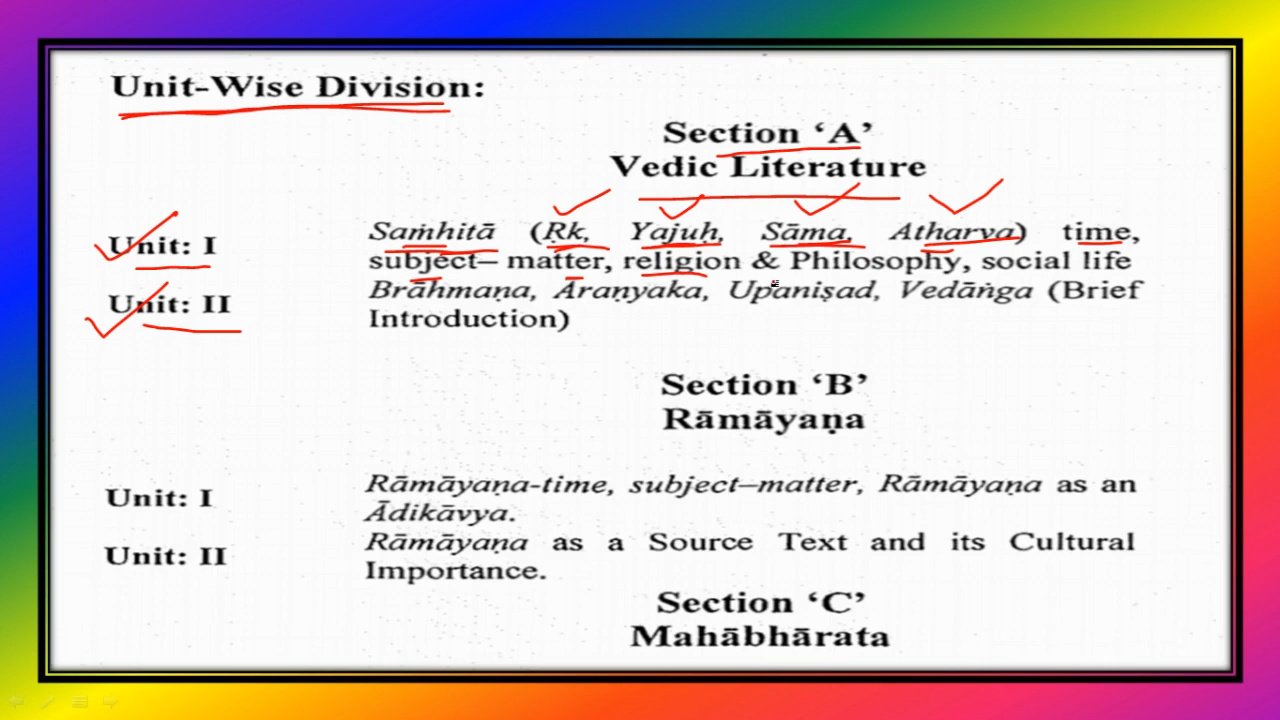 Unit-Wise Division:
Section ‘A’
Vedic Literature
Unit: I
Saṁhitā (Ṛk, Yajuḥ, Sāma, Atharva) time,
subject– matter, religion & Philosophy, social life
Unit: II
Brāhmaṇa, Āraṇyaka, Upaniṣad, Vedāṅga (Brief
Introduction)
Section ‘B’
Rāmāyaṇa
Unit: I
Rāmāyaṇa-time, subject–matter, Rāmāyaṇa as an
Ādikāvya.
Unit: II
Rāmāyaṇa as a Source Text and its Cultural
Importance.
Section ‘C’
Mahābhārata